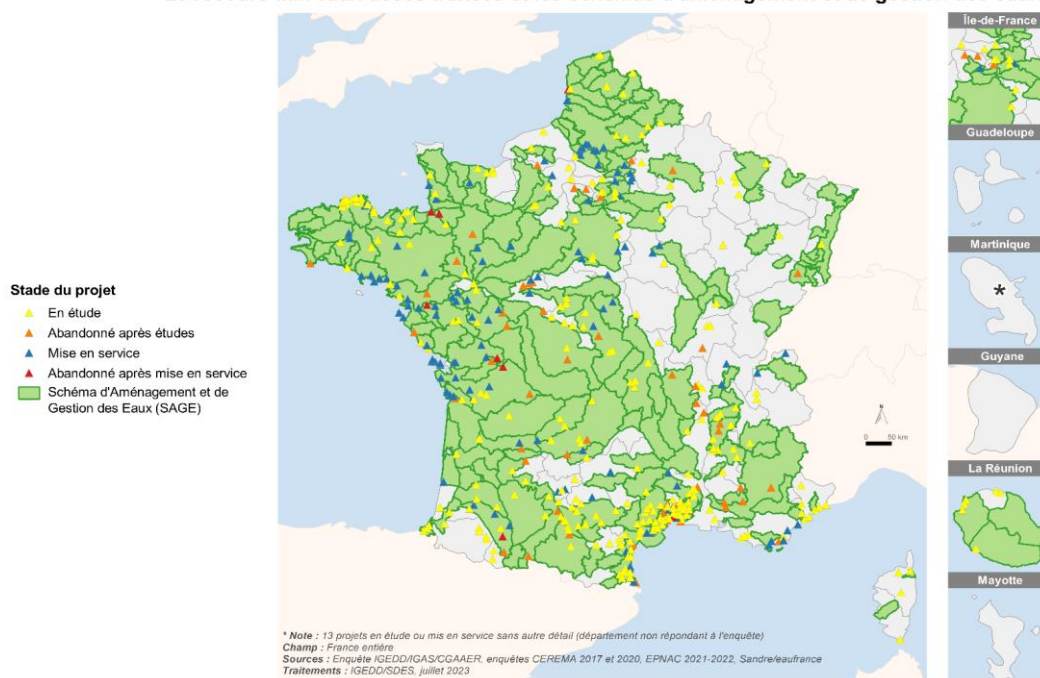 Île-de-France
Guadeloupe
Martinique
*
Guyane
La Réunion
Mayotte
Stade du projet
En étude
Abandonné après études
Mise en service
Abandonné après mise en service
Schéma d'Aménagement et de
Gestion des Eaux (SAGE)
N
0 50 km
* Note : 13 projets en étude ou mis en service sans autre détail (département non répondant à l'enquête)
Champ : France entière
Sources : Enquête IGEDD/IGAS/CGAAER, enquêtes CEREMA 2017 et 2020, EPNAC 2021-2022, Sandre/eaufrance
Traitements : IGEDD/SDES, juillet 2023